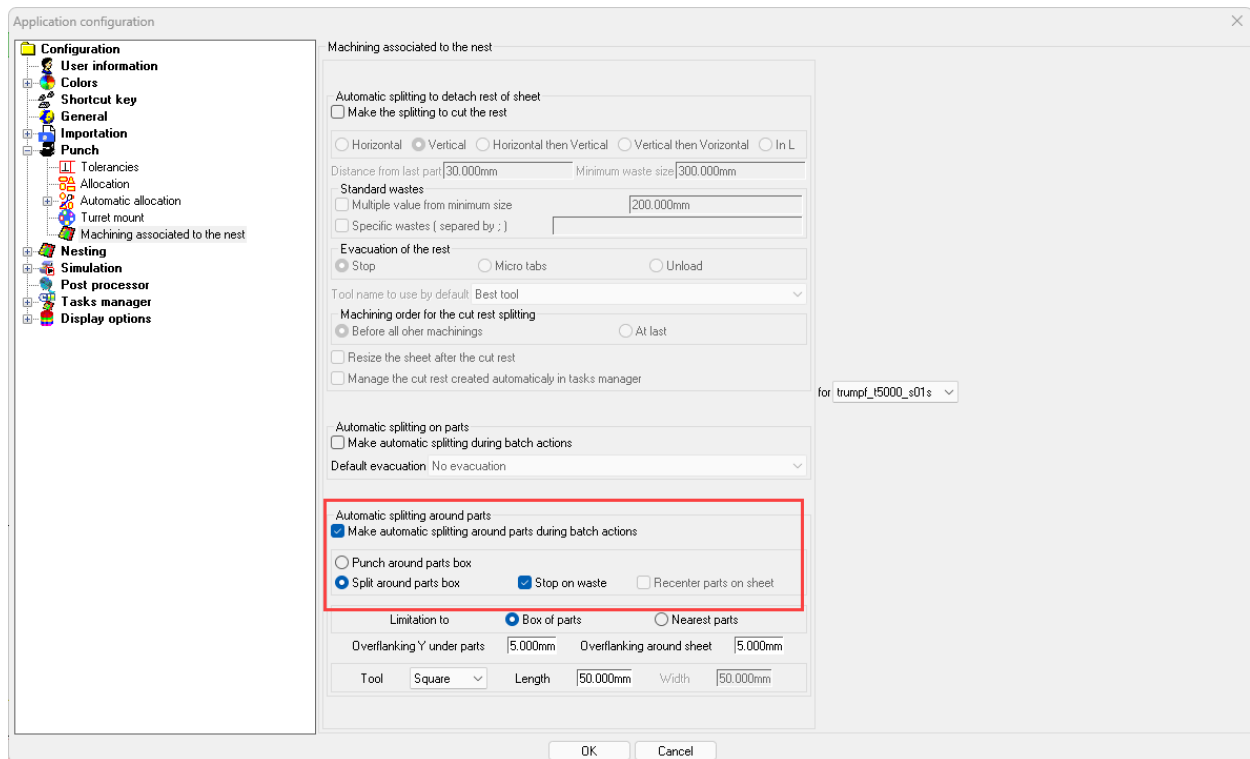 Application configuration
Configuration
User information
Colors
Shortcut key
General
Importation
Punch
Tolerancies
Allocation
Automatic allocation
Turret mount
Machining associated to the nest
Nesting
Simulation
Post processor
Tasks manager
Display options
Machining associated to the nest
Automatic splitting to detach rest of sheet
Make the splitting to cut the rest
Horizontal Vertical Horizontal then Vertical Vertical then Vorizontal In L
Distance from last part 30.000mm Minimum waste size 300.000mm
Standard wastes
Multiple value from minimum size 200.000mm
Specific wastes ( separed by ; )
Evacuation of the rest
Stop Micro tabs Unload
Tool name to use by default Best tool
Machining order for the cut rest splitting
Before all oher machinings At last
Resize the sheet after the cut rest
Manage the cut rest created automaticaly in tasks manager
for trumpf_t5000_s01s
Automatic splitting on parts
Make automatic splitting during batch actions
Default evacuation No evacuation
Automatic splitting around parts
Make automatic splitting around parts during batch actions
Punch around parts box
Split around parts box Stop on waste Recenter parts on sheet
Limitation to Box of parts Nearest parts
Overflanking Y under parts 5.000mm Overflanking around sheet 5.000mm
Tool Square Length 50.000mm Width 50.000mm
OK Cancel